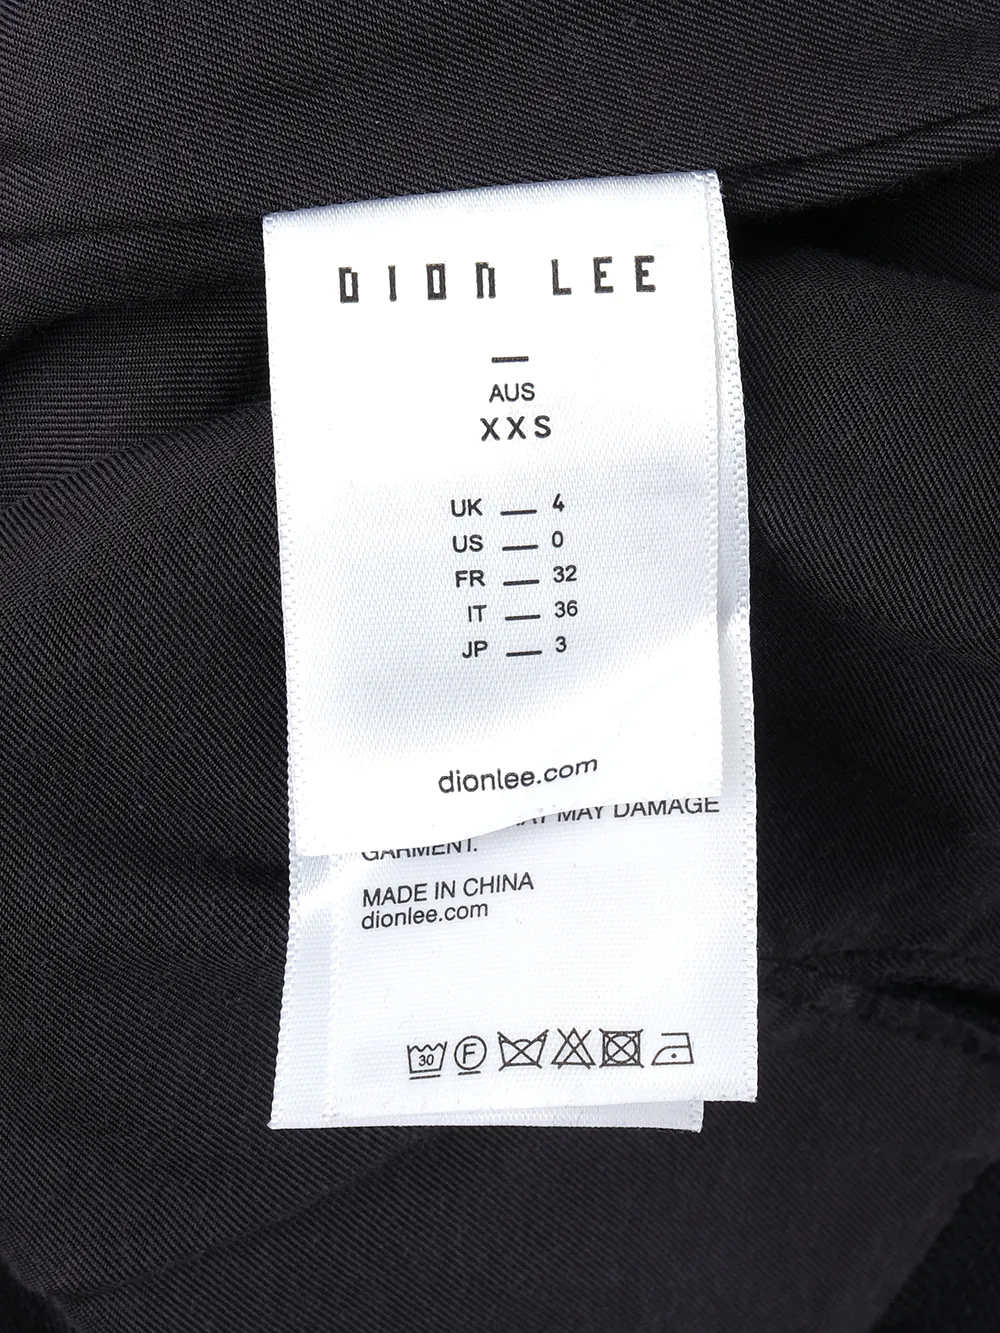 DION LEE
—
AUS
XXS
UK — 4
US — 0
FR — 32
IT — 36
JP — 3
dionlee.com
MAY DAMAGE
GARMENT.
MADE IN CHINA
dionlee.com
30 F